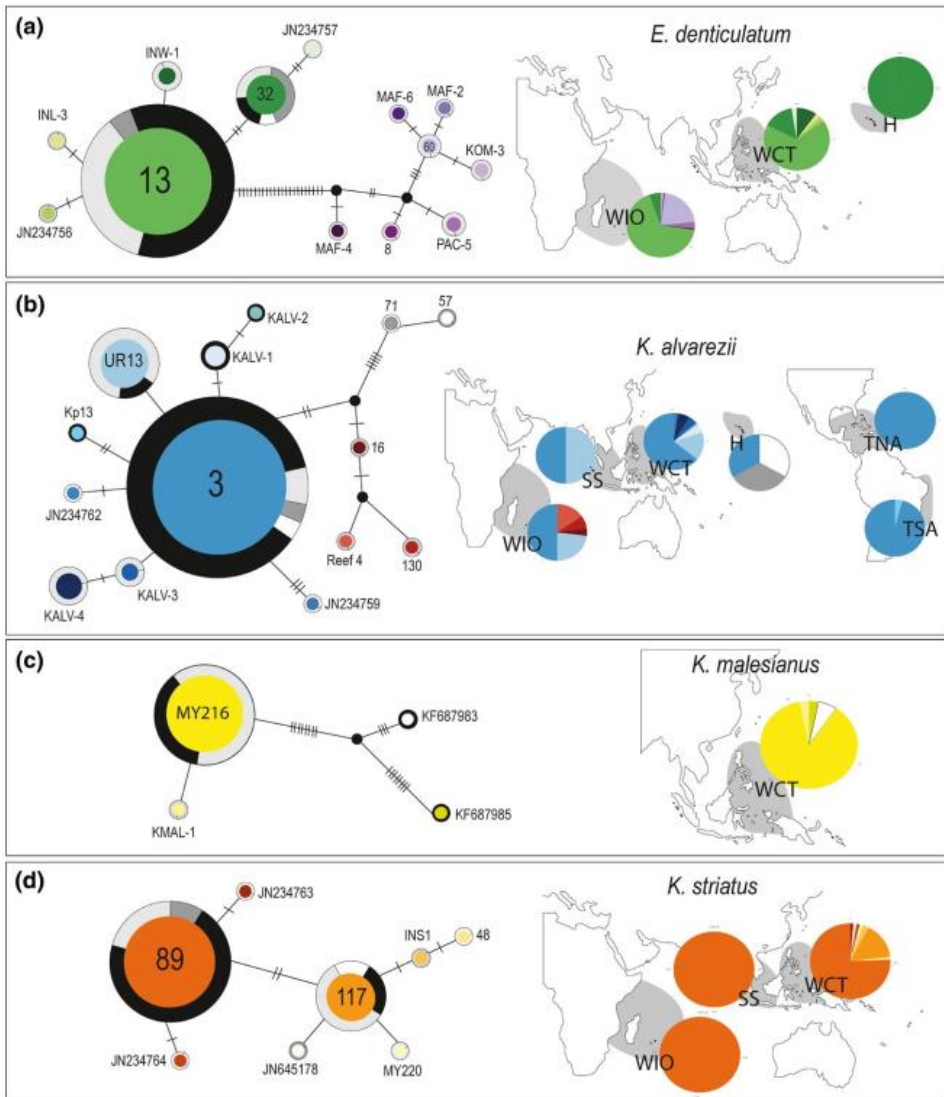 (a)
E. denticulatum
JN234757
INW-1
32
INL-3
13
JN234756
MAF-6
MAF-2
60
KOM-3
MAF-4
8
PAC-5
WIO
WCT
H
(b)
K. alvarezii
KALV-2
KALV-1
71
57
UR13
Kp13
3
16
JN234762
KALV-3
KALV-4
Reef 4
130
JN234759
SS
WCT
WIO
H
TNA
TSA
(c)
K. malesianus
MY216
KF687983
KMAL-1
KF687985
WCT
(d)
K. striatus
JN234763
89
INS1
48
117
JN234764
JN645178
MY220
SS
WCT
WIO